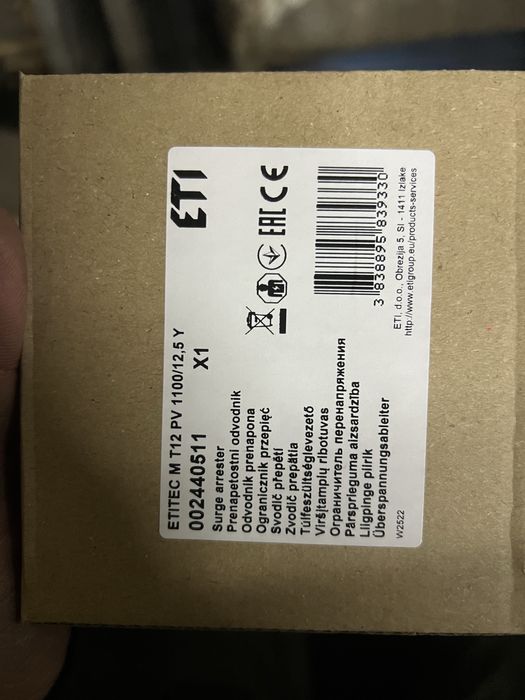 ETITEC M T12 PV 1100/12,5 Y
002440511 X1
ETI
Surge arrester
Prenapetostni odvodnik
Odvodnik prenapona
Ogranicznik przepięć
Svodič přepětí
Zvodič prepätia
Túlfeszültséglevezető
Viršįtampių ribotuvas
Ограничитель перенапряжения
Pārsprieguma aizsardzība
Liigpinge piirik
Überspannungsableiter
W2522
EAC CE
3 838895 839330
ETI, d.o.o., Obrezija 5, SI - 1411 Izlake
http://www.etigroup.eu/products-services